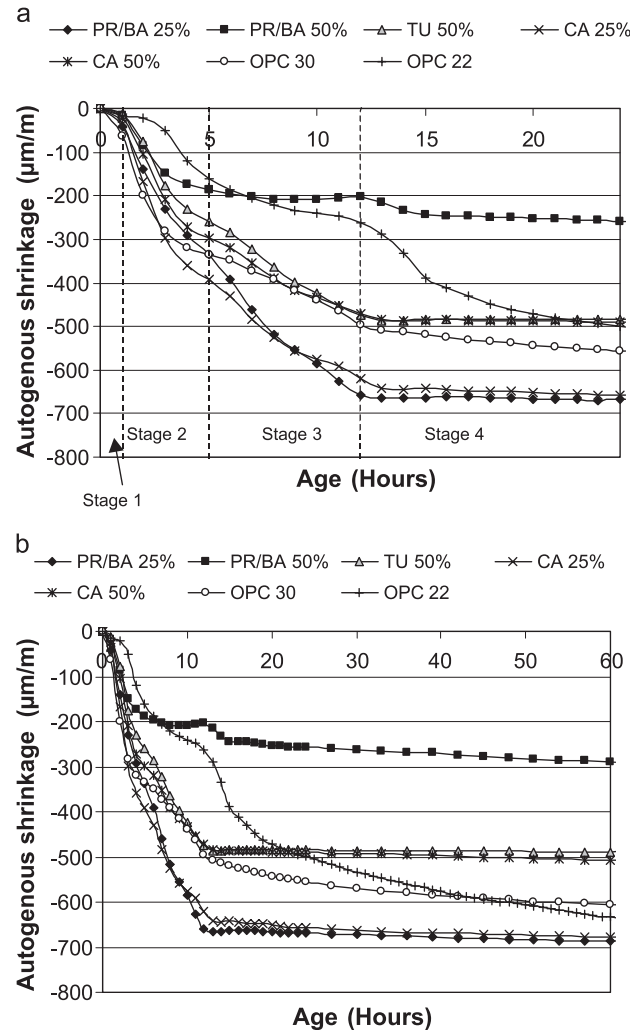 a
PR/BA 25% PR/BA 50% TU 50% CA 25%
CA 50% OPC 30 OPC 22
Autogenous shrinkage (µm/m)
0
-100
-200
-300
-400
-500
-600
-700
-800
0 5 10 15 20
Stage 2 Stage 3 Stage 4
Age (Hours)
Stage 1
b
PR/BA 25% PR/BA 50% TU 50% CA 25%
CA 50% OPC 30 OPC 22
Autogenous shrinkage (µm/m)
0
-100
-200
-300
-400
-500
-600
-700
-800
0 10 20 30 40 50 60
Age (Hours)